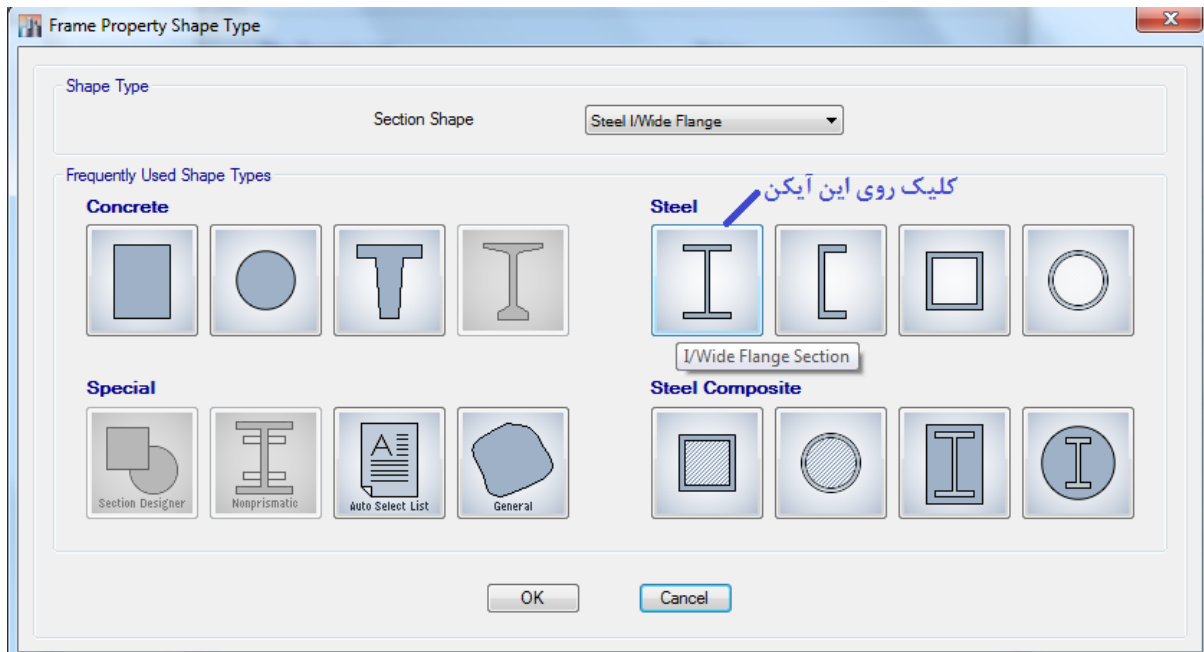 Frame Property Shape Type
Shape Type
Section Shape
Steel I/Wide Flange
Frequently Used Shape Types
کلیک روی این آیکن
Concrete
Steel
I/Wide Flange Section
Special
Steel Composite
Section Designer
Nonprismatic
Auto Select List
General
OK
Cancel